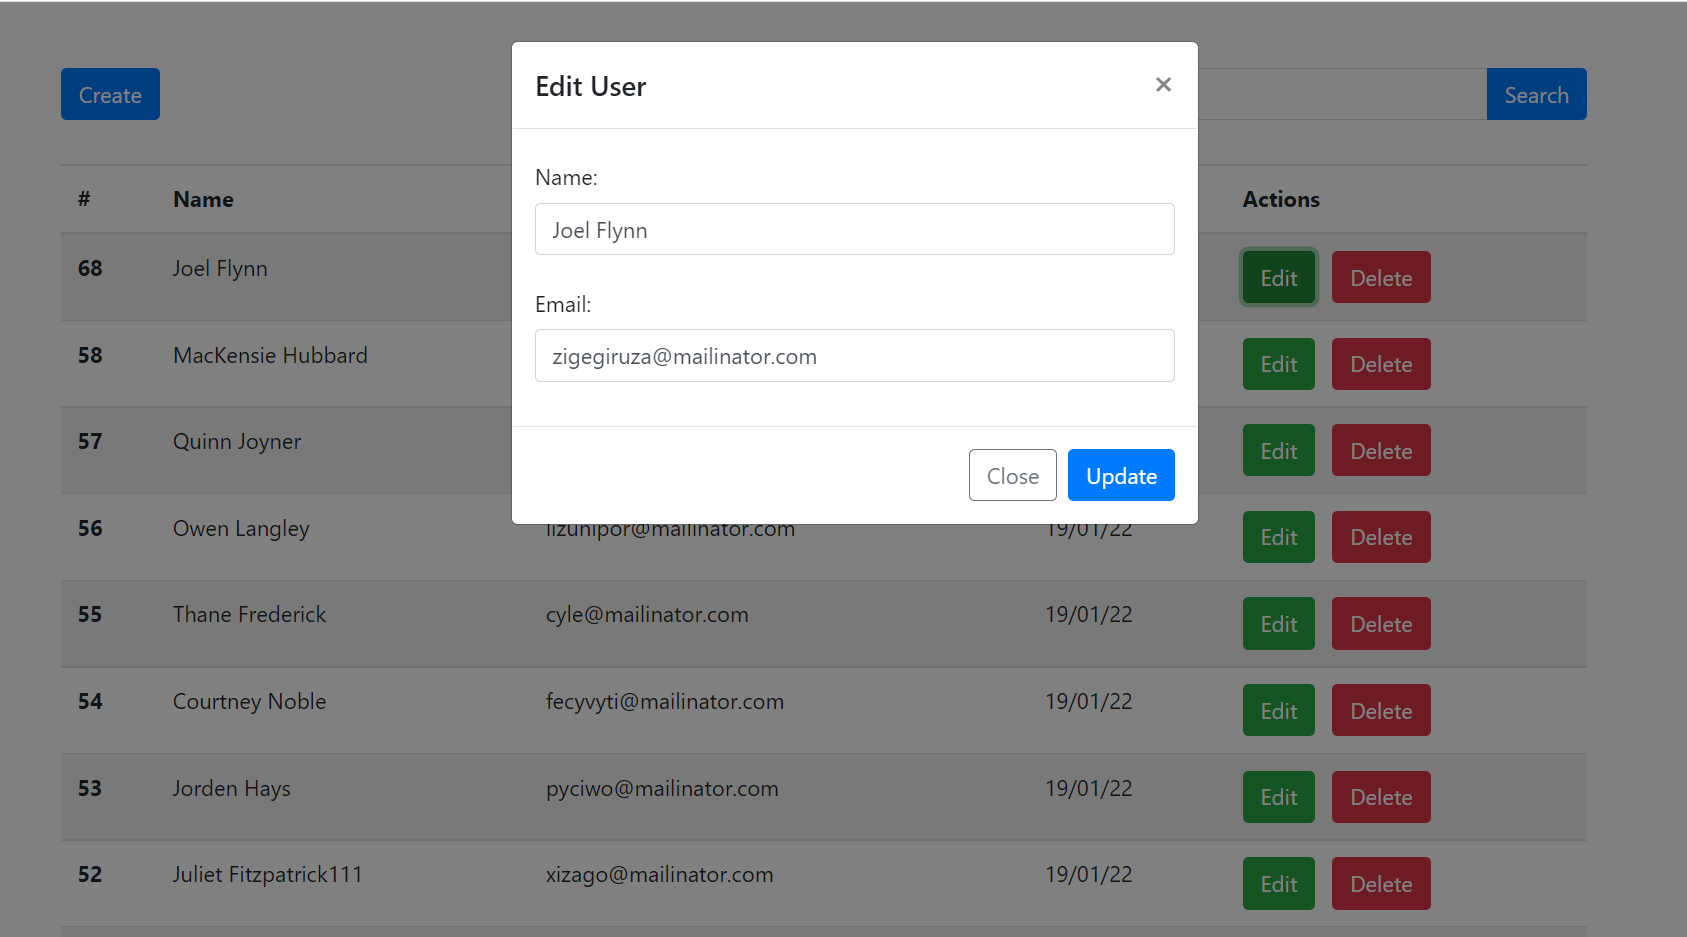 Create
Search
Edit User ×
Name:
Joel Flynn
Email:
zigegiruza@mailinator.com
Close Update
# Name Actions
68 Joel Flynn Edit Delete
58 MacKensie Hubbard Edit Delete
57 Quinn Joyner Edit Delete
56 Owen Langley lizunipor@mailinator.com 19/01/22 Edit Delete
55 Thane Frederick cyle@mailinator.com 19/01/22 Edit Delete
54 Courtney Noble fecyvyti@mailinator.com 19/01/22 Edit Delete
53 Jorden Hays pyciwo@mailinator.com 19/01/22 Edit Delete
52 Juliet Fitzpatrick111 xizago@mailinator.com 19/01/22 Edit Delete